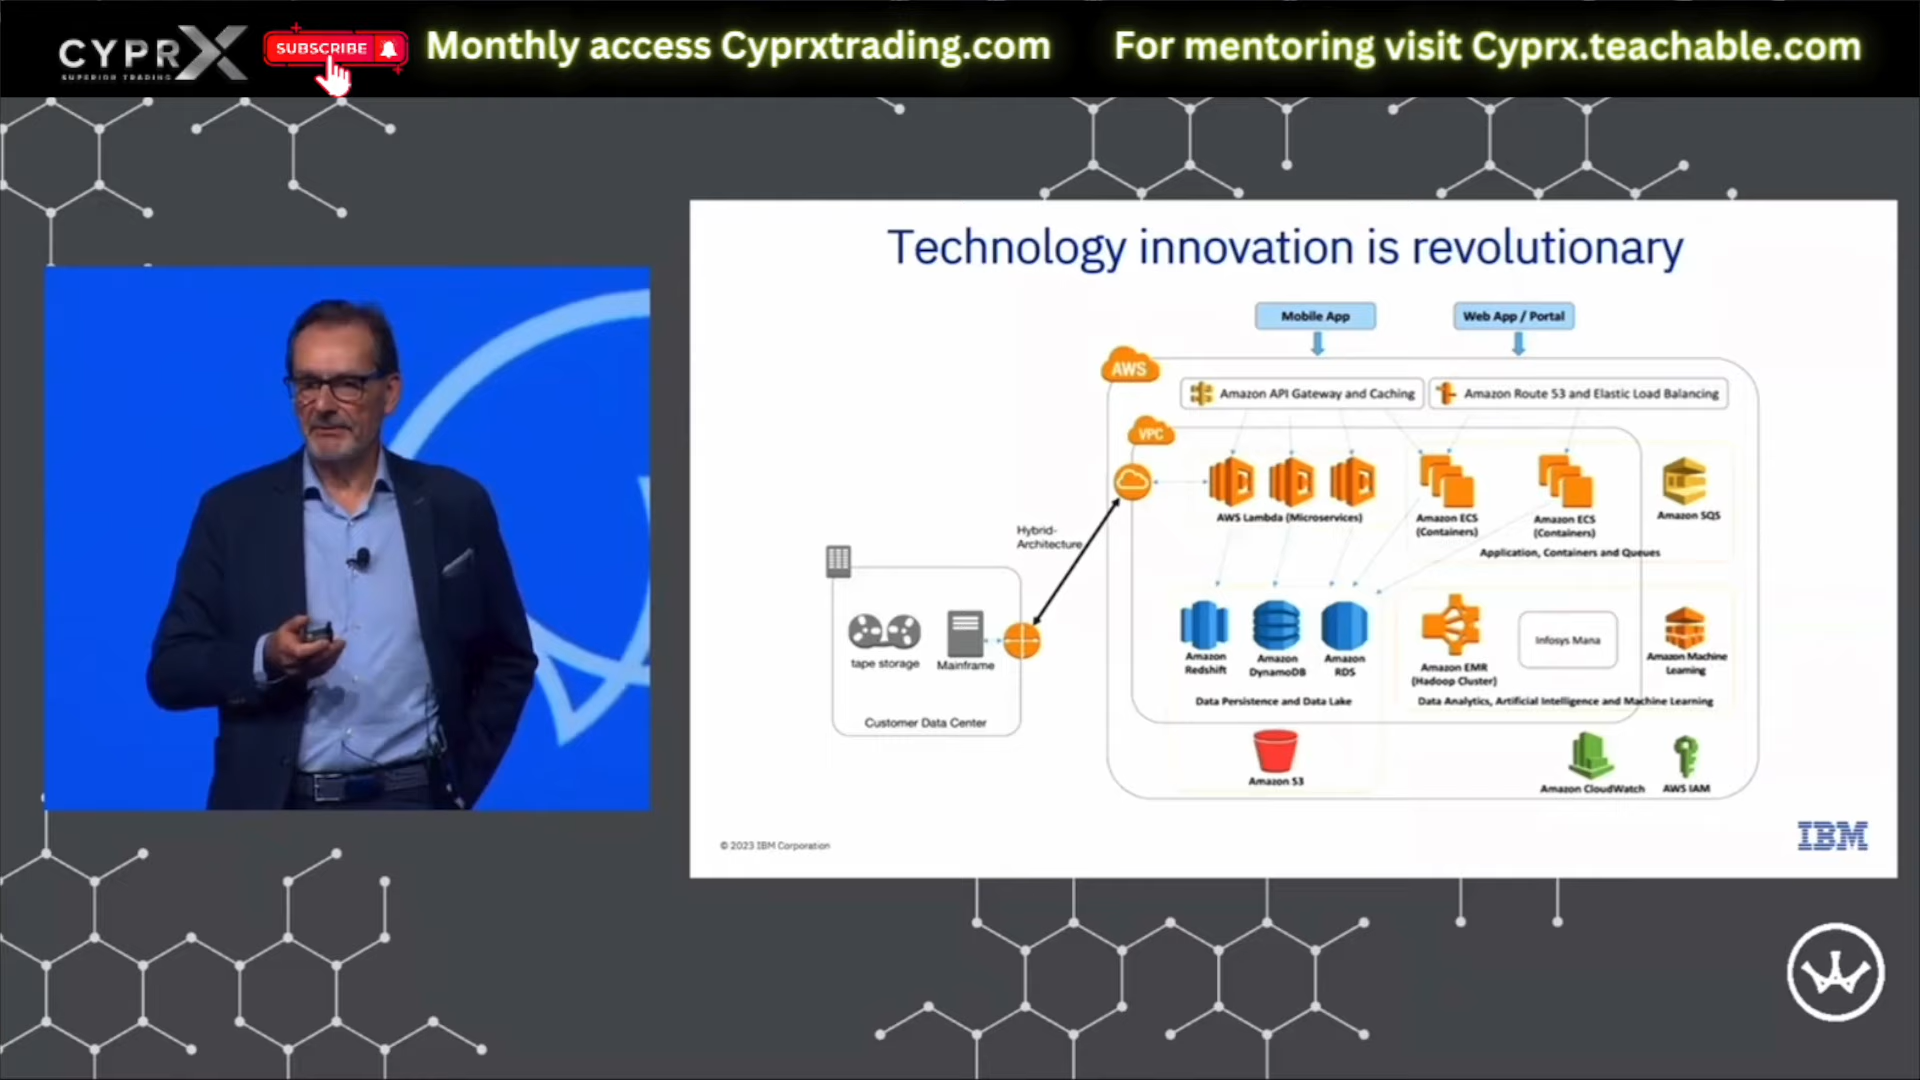 CYPRX
SUPERIOR TRADING
SUBSCRIBE
Monthly access Cyprxtrading.com
For mentoring visit Cyprx.teachable.com
Technology innovation is revolutionary
Mobile App
Web App / Portal
AWS
Amazon API Gateway and Caching
Amazon Route 53 and Elastic Load Balancing
VPC
AWS Lambda (Microservices)
Amazon ECS
(Containers)
Amazon ECS
(Containers)
Amazon SQS
Application, Containers and Queues
Hybrid-
Architecture
tape storage
Mainframe
Customer Data Center
Amazon
Redshift
Amazon
DynamoDB
Amazon
RDS
Data Persistence and Data Lake
Amazon EMR
(Hadoop Cluster)
Infosys Mana
Amazon Machine
Learning
Data Analytics, Artificial Intelligence and Machine Learning
Amazon S3
Amazon CloudWatch
AWS IAM
© 2023 IBM Corporation
IBM